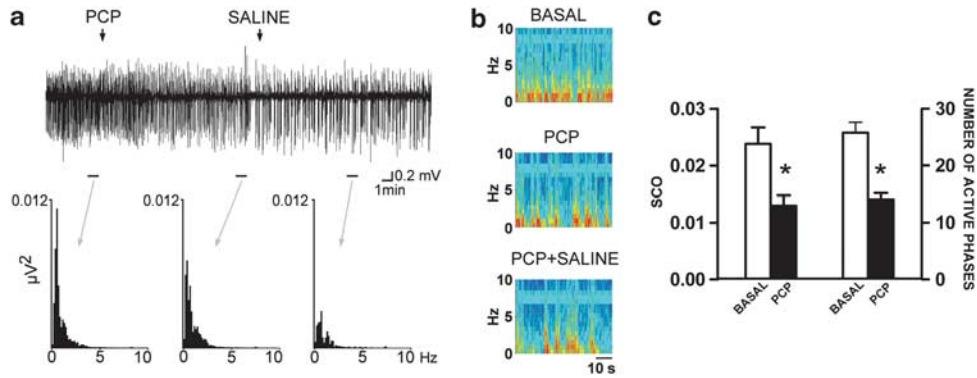 a
PCP
SALINE
0.2 mV
1min
0.012
0.012
0.012
µV2
0
5
10
0
5
10
0
5
10
Hz
b
BASAL
10
5
0
Hz
PCP
10
5
0
Hz
PCP+SALINE
10
5
0
Hz
10 s
c
0.03
0.02
0.01
0.00
SCO
*
*
30
20
10
0
NUMBER OF ACTIVE PHASES
BASAL
PCP
BASAL
PCP